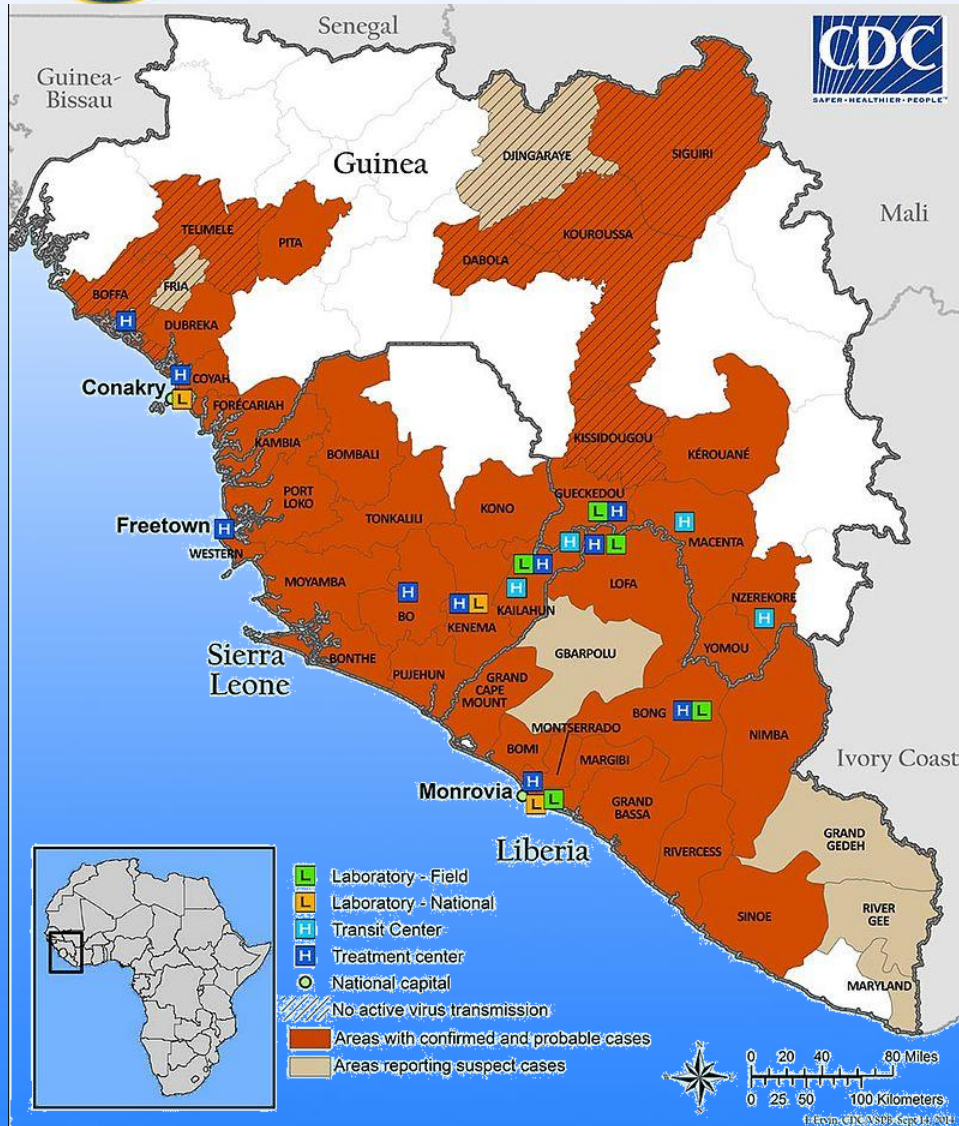 Senegal
CDC
SAFER·HEALTHIER·PEOPLE™
Guinea-
Bissau
Guinea
DJINGARAYE
SIGUIRI
Mali
TELIMELE
PITA
KOUROUSSA
DABOLA
BOFFA
FRIA
H
DUBREKA
H
COYAH
Conakry
L
FORÉCARIAH
KISSIDOUGOU
KÉROUANÉ
KAMBIA
BOMBALI
PORT
LOKO
KONO
GUECKEDOU
L H
TONKALILI
H
MACENTA
Freetown
H
WESTERN
H
H L
L H
MOYAMBA
H
H
LOFA
KAILAHUN
NZEREKORE
H
BO
H L
KENEMA
YOMOU
GBARPOLU
BONTHE
Sierra
Leone
PUJEHUN
GRAND
CAPE
MOUNT
BONG
H L
MONTSERRADO
NIMBA
BOMI
MARGIBI
Ivory Coast
H
Monrovia
L L
GRAND
BASSA
GRAND
GEDEH
Liberia
RIVERCESS
SINOE
RIVER
GEE
MARYLAND
L Laboratory - Field
L Laboratory - National
H Transit Center
H Treatment center
National capital
No active virus transmission
Areas with confirmed and probable cases
Areas reporting suspect cases
N
0 20 40 80 Miles
0 25 50 100 Kilometers